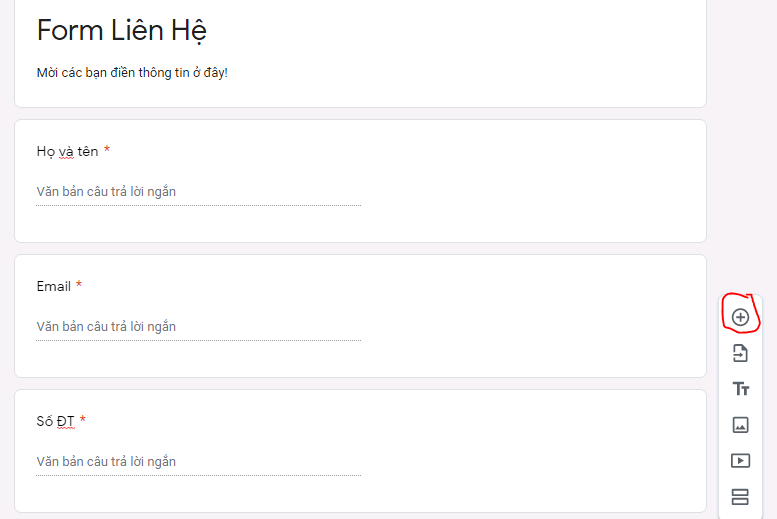 Form Liên Hệ
Mời các bạn điền thông tin ở đây!
Họ và tên *
Văn bản câu trả lời ngắn
Email *
Văn bản câu trả lời ngắn
Số ĐT *
Văn bản câu trả lời ngắn
Tт